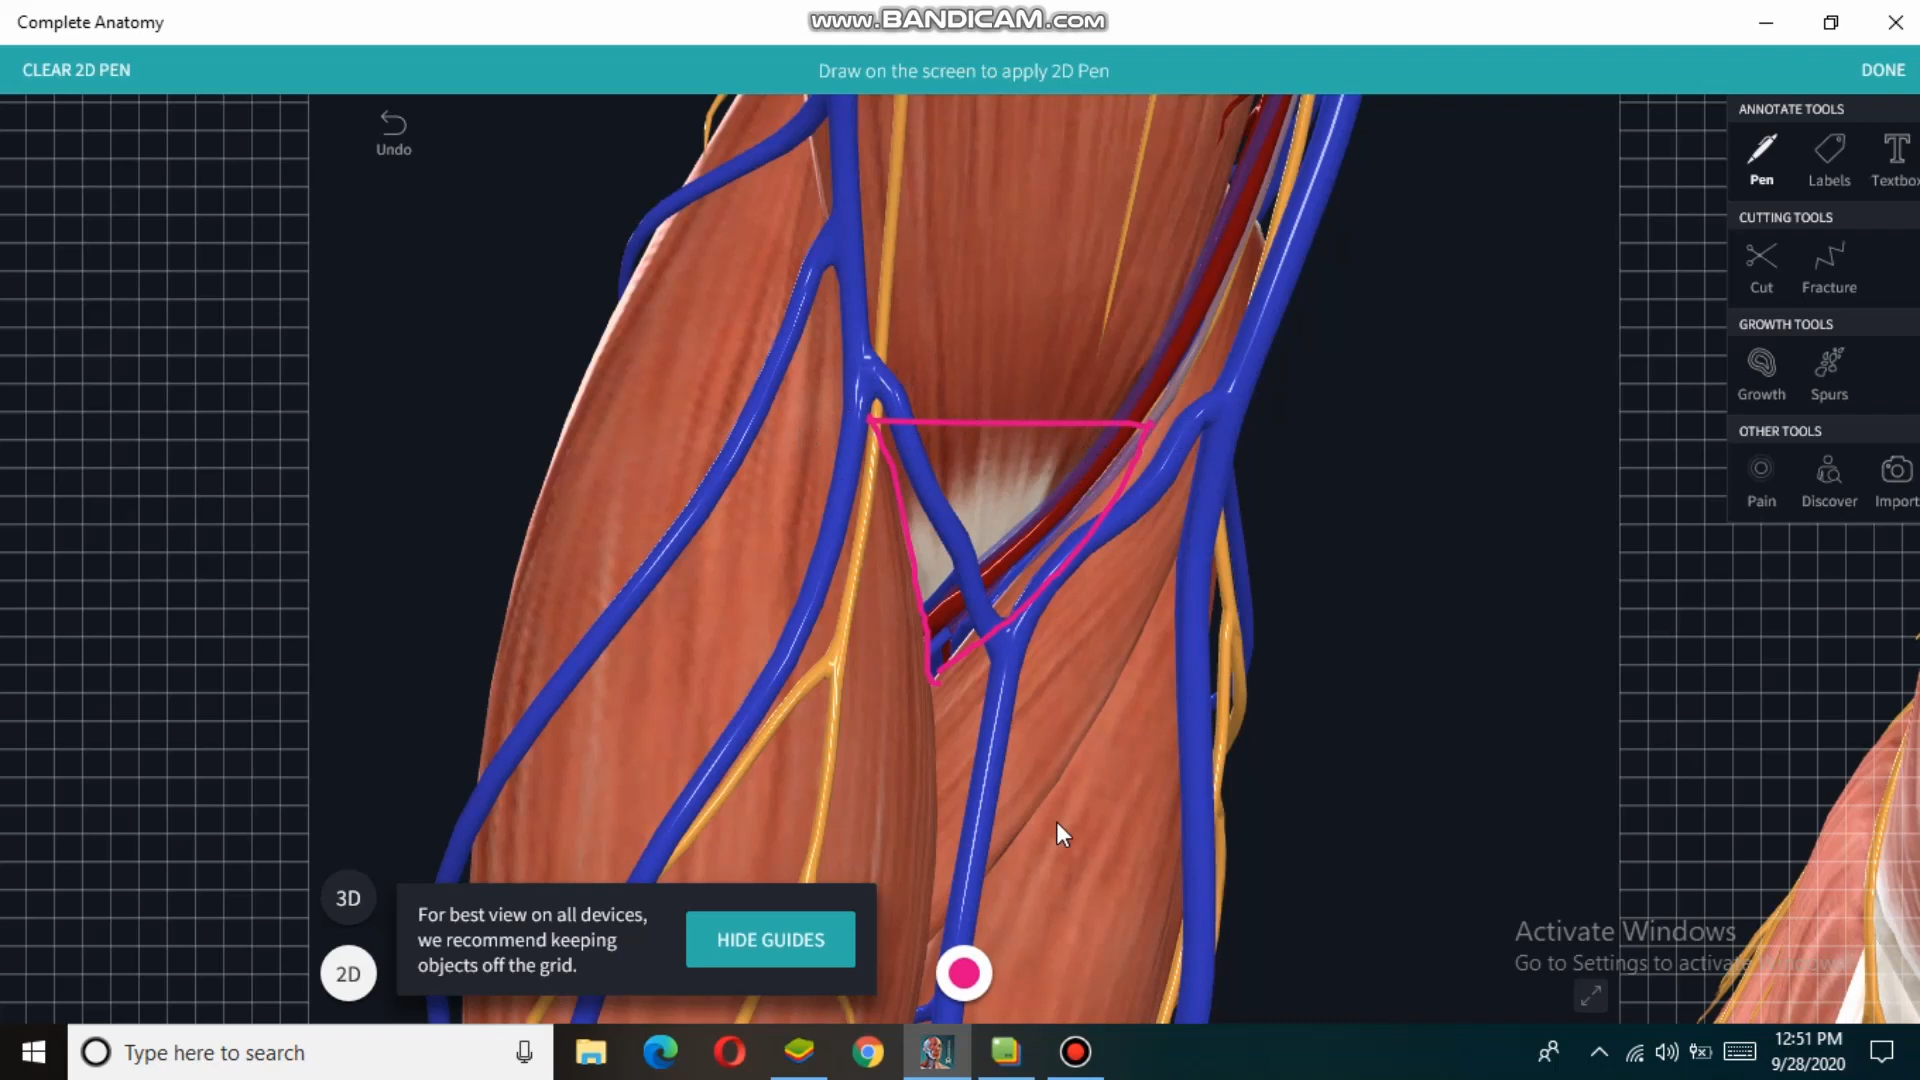 Complete Anatomy
www.BANDICAM.com
CLEAR 2D PEN
Draw on the screen to apply 2D Pen
DONE
Undo
ANNOTATE TOOLS
Pen
Labels
Textbox
CUTTING TOOLS
Cut
Fracture
GROWTH TOOLS
Growth
Spurs
OTHER TOOLS
Pain
Discover
Import
3D
2D
For best view on all devices,
we recommend keeping
objects off the grid.
HIDE GUIDES
Activate Windows
Go to Settings to activate Windows.
Type here to search
12:51 PM
9/28/2020